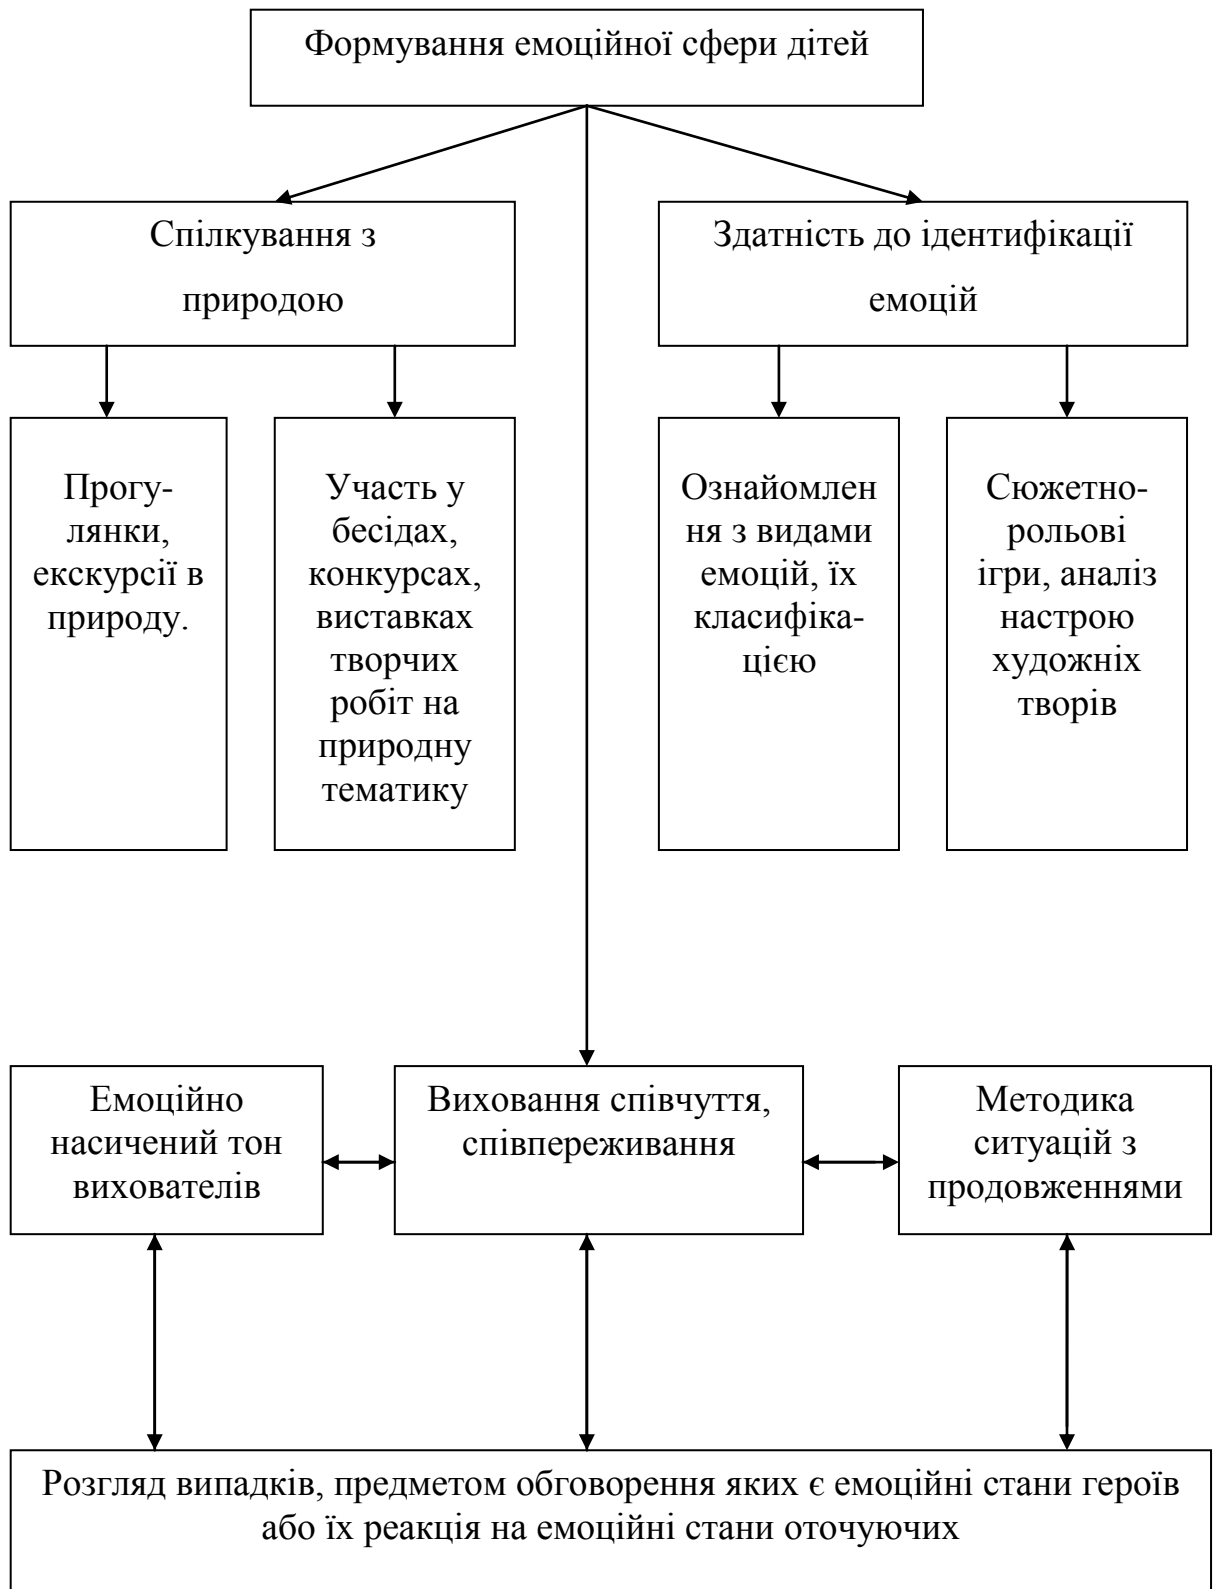 Формування емоційної сфери дітей
Спілкування з
природою
Здатність до ідентифікації
емоцій
Прогу-
лянки,
екскурсії в
природу.
Участь у
бесідах,
конкурсах,
виставках
творчих
робіт на
природну
тематику
Ознайомлен
ня з видами
емоцій, їх
класифіка-
цією
Сюжетно-
рольові
ігри, аналіз
настрою
художніх
творів
Емоційно
насичений тон
вихователів
Виховання співчуття,
співпереживання
Методика
ситуацій з
продовженнями
Розгляд випадків, предметом обговорення яких є емоційні стани героїв
або їх реакція на емоційні стани оточуючих